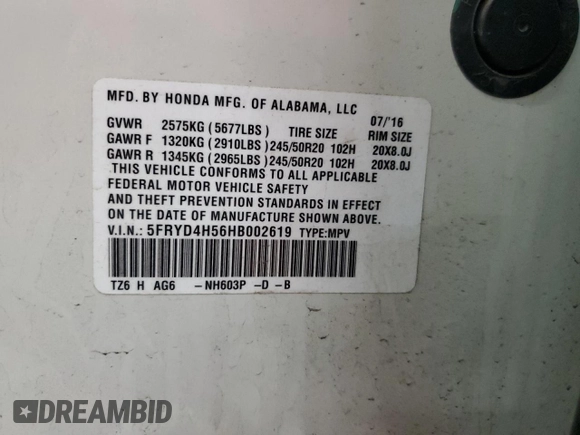 MFD. BY HONDA MFG. OF ALABAMA, LLC 07/'16
GVWR 2575KG (5677LBS) TIRE SIZE RIM SIZE
GAWR F 1320KG (2910LBS) 245/50R20 102H 20X8.0J
GAWR R 1345KG (2965LBS) 245/50R20 102H 20X8.0J
THIS VEHICLE CONFORMS TO ALL APPLICABLE
FEDERAL MOTOR VEHICLE SAFETY
AND THEFT PREVENTION STANDARDS IN EFFECT
ON THE DATE OF MANUFACTURE SHOWN ABOVE.
V.I.N.: 5FRYD4H56HB002619 TYPE:MPV
TZ6 H AG6 -NH603P -D -B
DREAMBID